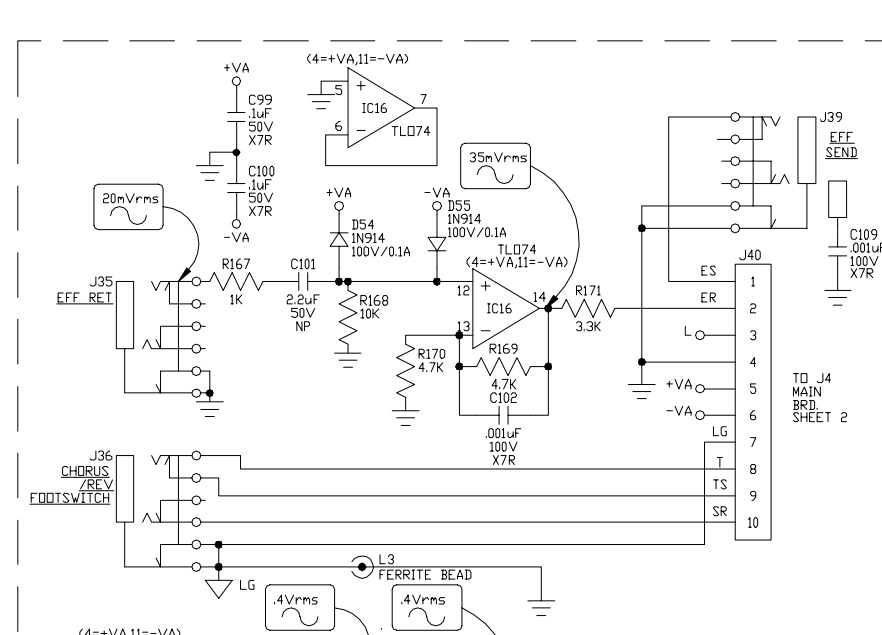 (4=+VA,11=-VA)
+VA
5
+
IC16
7
6
-
TL074
C99
.1uF
50V
X7R
C100
.1uF
50V
X7R
-VA
20mVrms
35mVrms
J39
EFF
SEND
+VA
D54
1N914
100V/0.1A
-VA
D55
1N914
100V/0.1A
TL074
(4=+VA,11=-VA)
C109
.001uF
100V
X7R
J35
EFF RET
R167
1K
C101
2.2uF
50V
NP
R168
10K
12
+
IC16
14
13
-
R171
3.3K
R170
4.7K
R169
4.7K
C102
.001uF
100V
X7R
J40
ES
1
ER
2
L
3
4
+VA
5
-VA
6
LG
7
T
8
TS
9
SR
10
TO J4
MAIN
BRD.
SHEET 2
J36
CHORUS
/REV
FOOTSWITCH
LG
L3
FERRITE BEAD
.4Vrms
.4Vrms
(4=+VA,11=-VA)